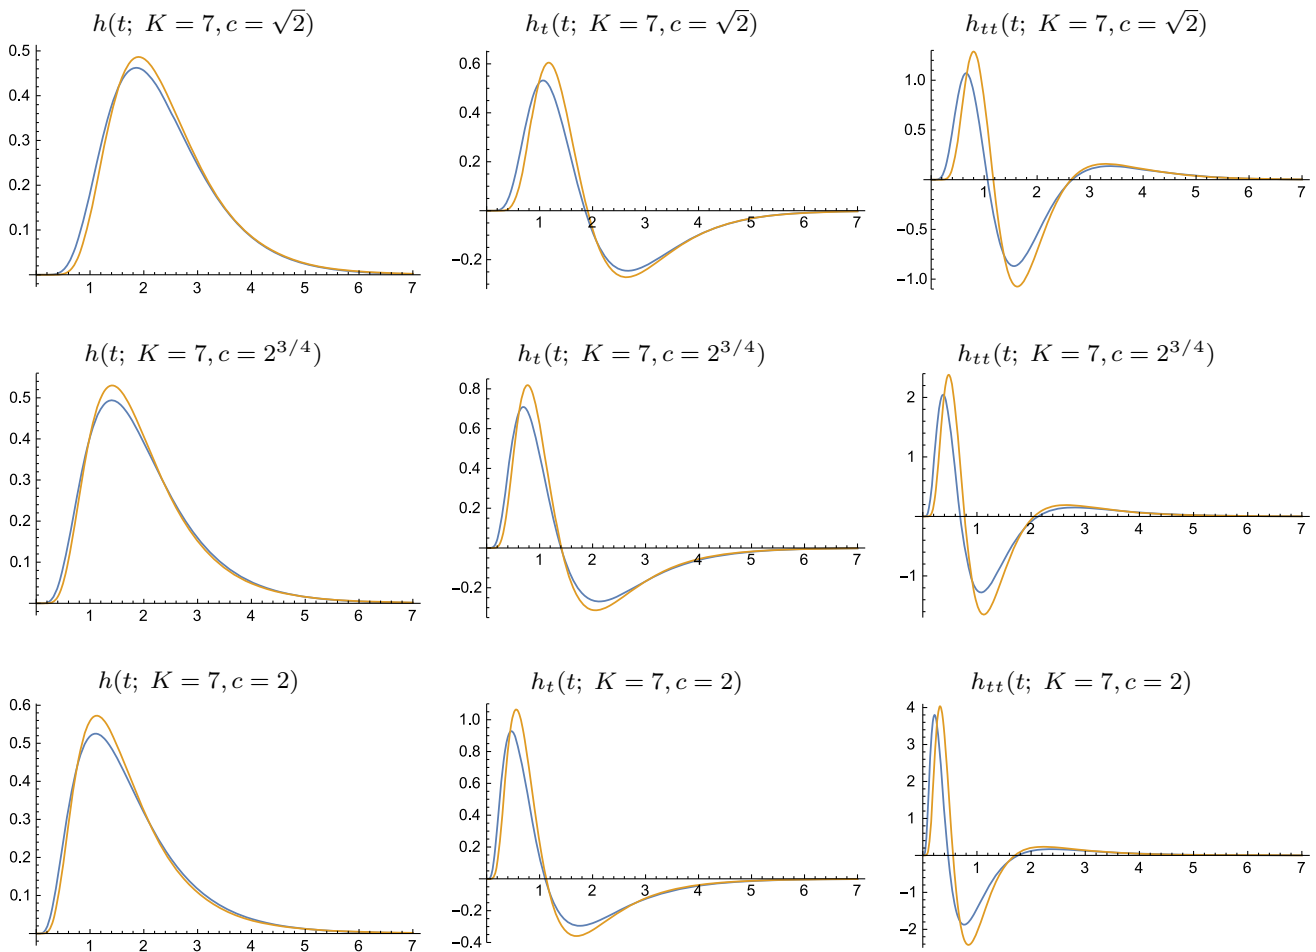 h(t; K = 7, c = √2)
0.5
0.4
0.3
0.2
0.1
1 2 3 4 5 6 7
h_t(t; K = 7, c = √2)
0.6
0.4
0.2
−0.2
1 2 3 4 5 6 7
h_{tt}(t; K = 7, c = √2)
1.0
0.5
−0.5
−1.0
1 2 3 4 5 6 7
h(t; K = 7, c = 2^{3/4})
0.5
0.4
0.3
0.2
0.1
1 2 3 4 5 6 7
h_t(t; K = 7, c = 2^{3/4})
0.8
0.6
0.4
0.2
−0.2
1 2 3 4 5 6 7
h_{tt}(t; K = 7, c = 2^{3/4})
2
1
−1
1 2 3 4 5 6 7
h(t; K = 7, c = 2)
0.6
0.5
0.4
0.3
0.2
0.1
1 2 3 4 5 6 7
h_t(t; K = 7, c = 2)
1.0
0.8
0.6
0.4
0.2
−0.2
−0.4
1 2 3 4 5 6 7
h_{tt}(t; K = 7, c = 2)
4
3
2
1
−1
−2
1 2 3 4 5 6 7